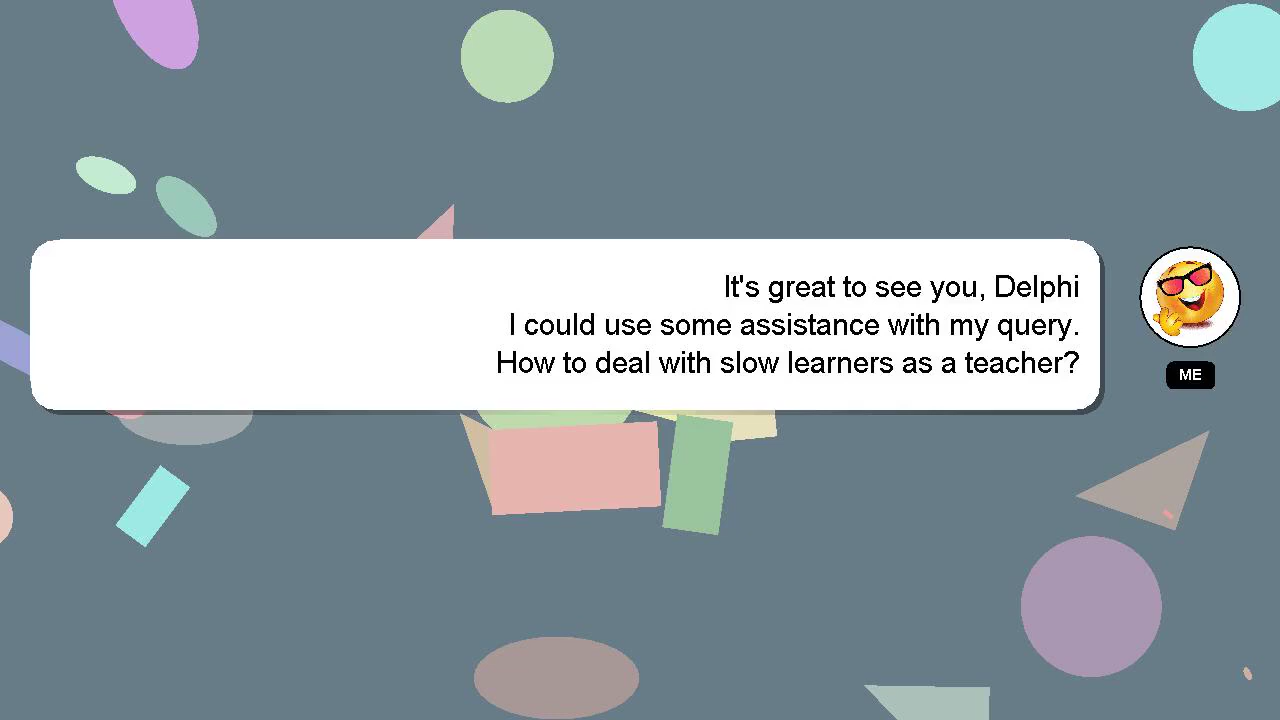 It's great to see you, Delphi
I could use some assistance with my query.
How to deal with slow learners as a teacher?
ME